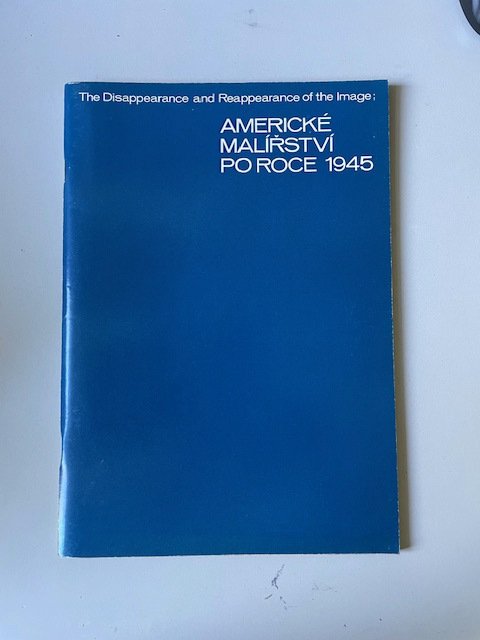 The Disappearance and Reappearance of the Image:
AMERICKÉ
MALÍŘSTVÍ
PO ROCE 1945